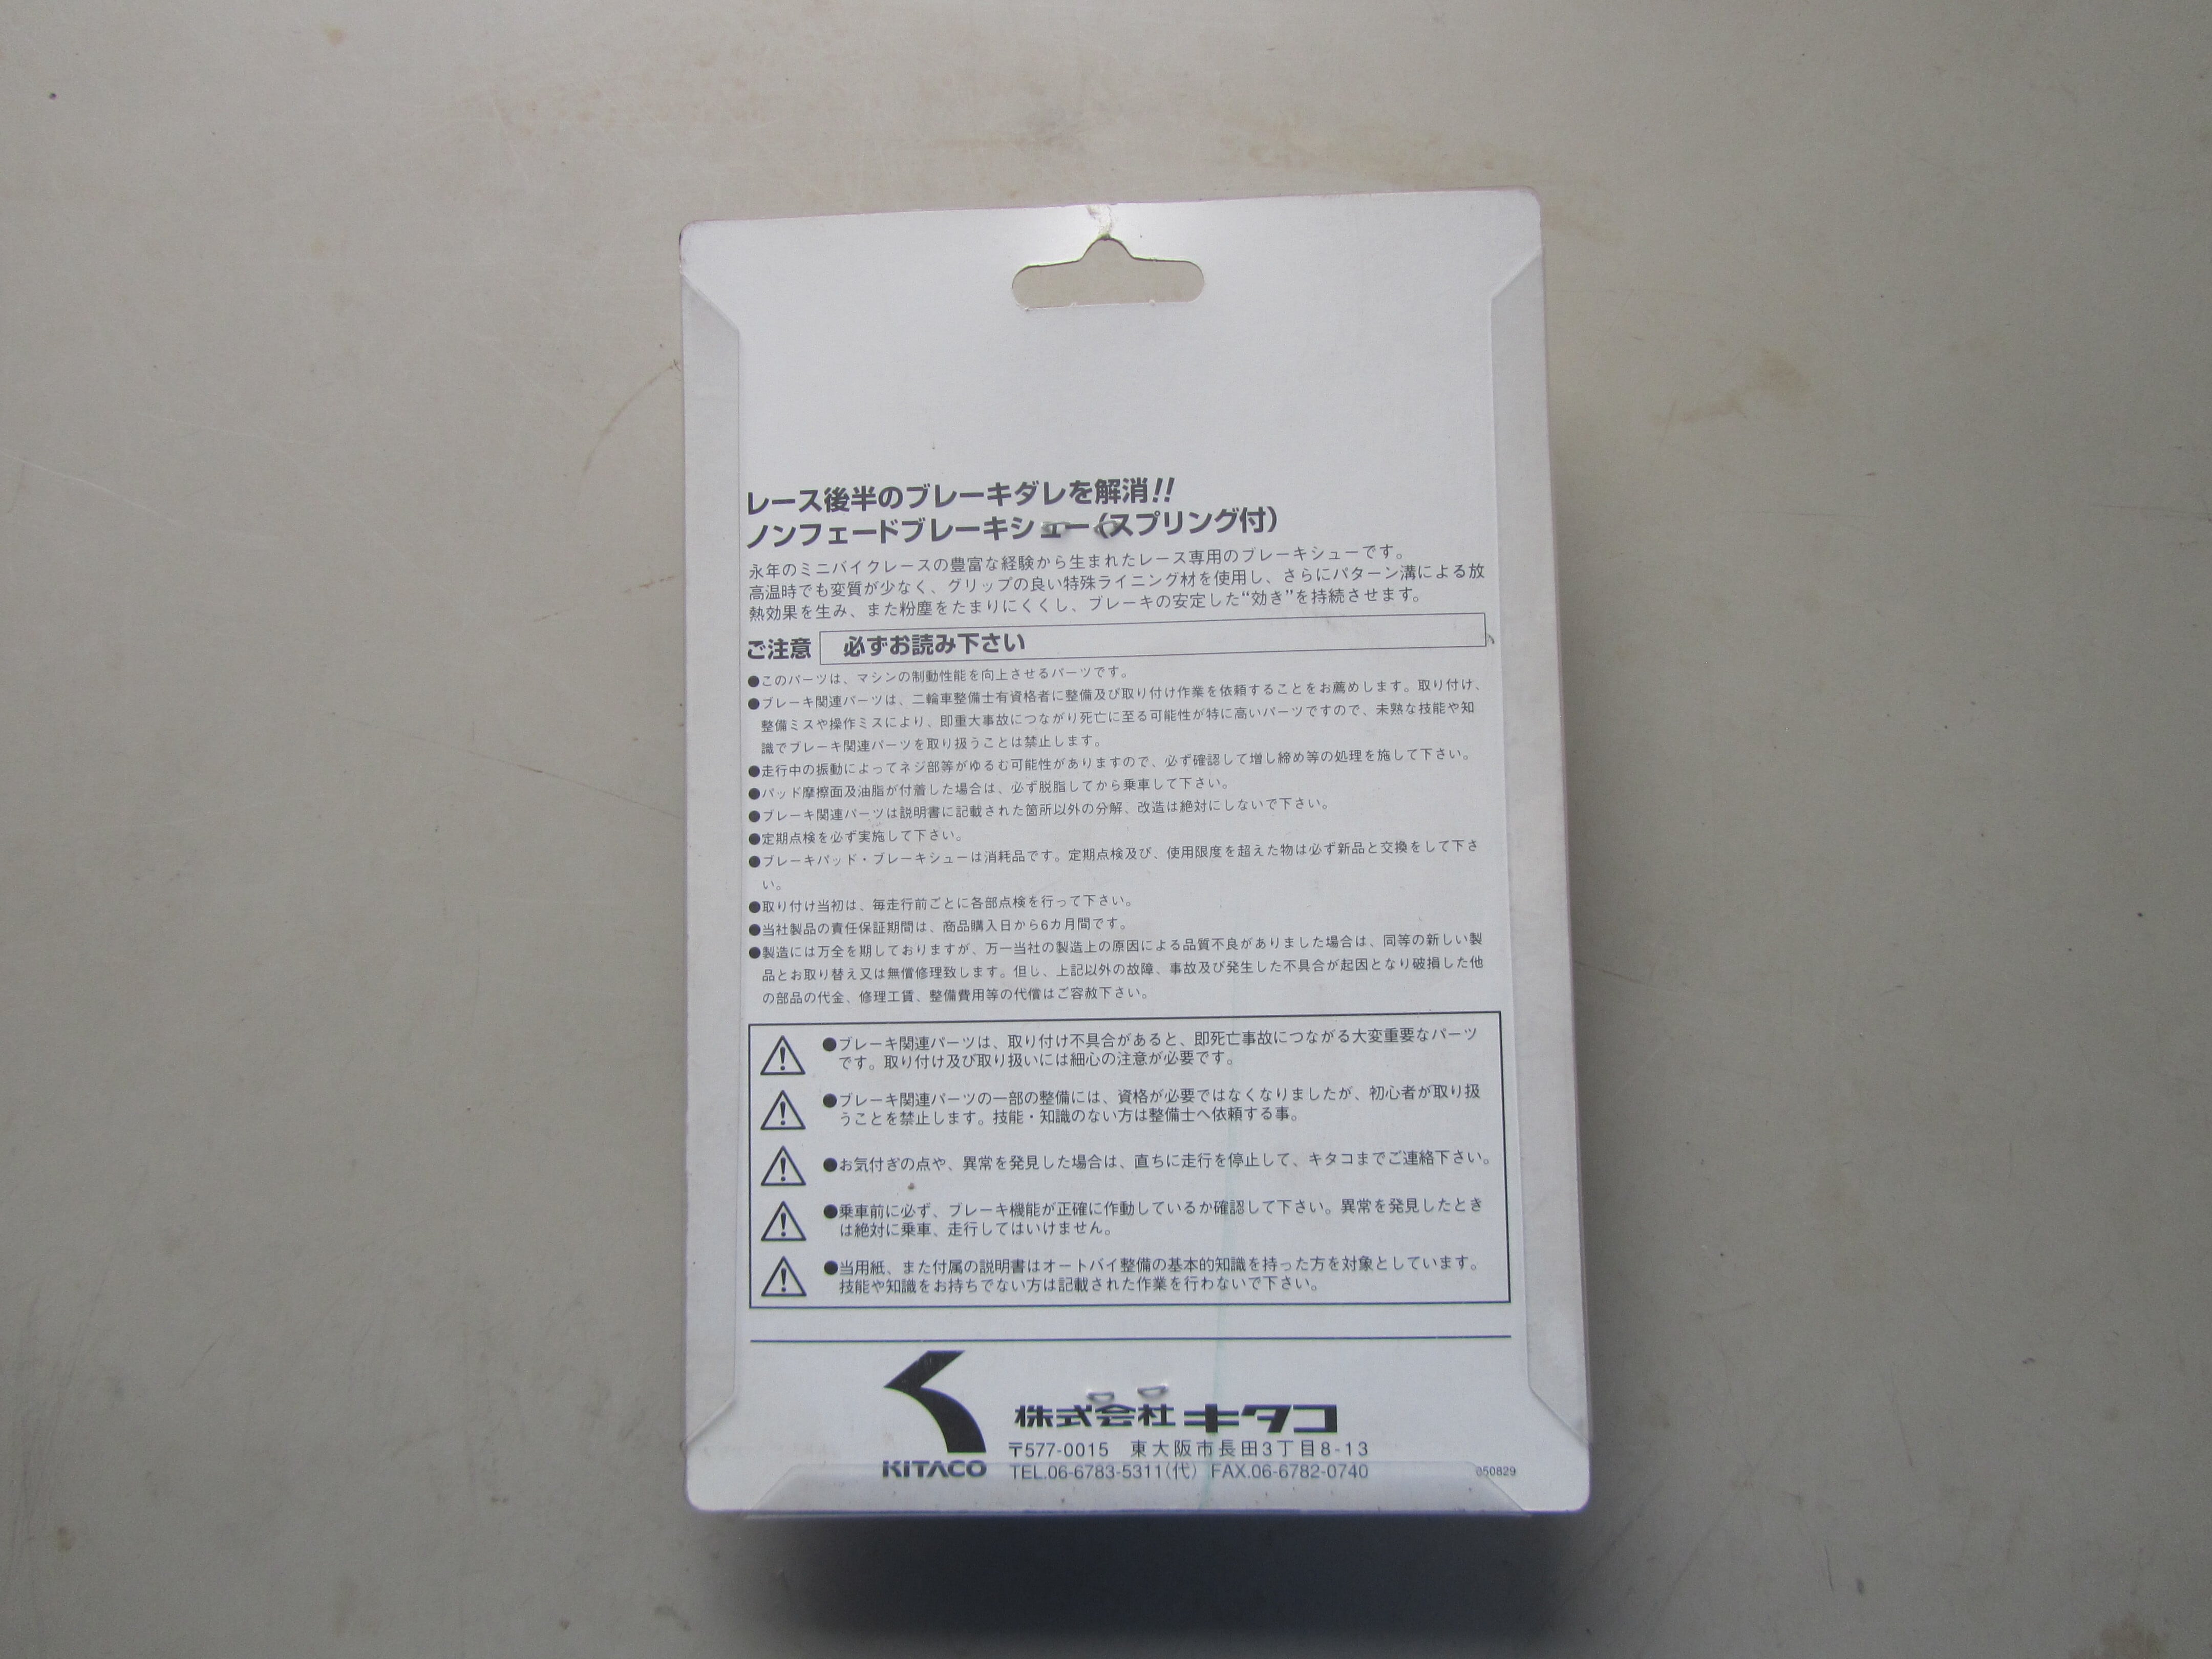 レース後半のブレーキダレを解消!!
ノンフェードブレーキシュー(スプリング付)
永年のミニバイクレースの豊富な経験から生まれたレース専用のブレーキシューです。
高温時でも変質が少なく、グリップの良い特殊ライニング材を使用し、さらにパターン溝による放
熱効果を生み、また粉塵をたまりにくくし、ブレーキの安定した“効き”を持続させます。
ご注意 必ずお読み下さい
●このパーツは、マシンの制動性能を向上させるパーツです。
●ブレーキ関連パーツは、二輪車整備士有資格者に整備及び取り付け作業を依頼することをお薦めします。取り付け、
整備ミスや操作ミスにより、即重大事故につながり死亡に至る可能性が特に高いパーツですので、未熟な技能や知
識でブレーキ関連パーツを取り扱うことは禁止します。
●走行中の振動によってネジ部等がゆるむ可能性がありますので、必ず確認して増し締め等の処理を施して下さい。
●パッド摩擦面及油脂が付着した場合は、必ず脱脂してから乗車して下さい。
●ブレーキ関連パーツは説明書に記載された箇所以外の分解、改造は絶対にしないで下さい。
●定期点検を必ず実施して下さい。
●ブレーキパッド・ブレーキシューは消耗品です。定期点検及び、使用限度を超えた物は必ず新品と交換をして下さ
い。
●取り付け当初は、毎走行前ごとに各部点検を行って下さい。
●当社製品の責任保証期間は、商品購入日から6カ月間です。
●製造には万全を期しておりますが、万一当社の製造上の原因による品質不良がありました場合は、同等の新しい製
品とお取り替え又は無償修理致します。但し、上記以外の故障、事故及び発生した不具合が起因となり破損した他
の部品の代金、修理工賃、整備費用等の代償はご容赦下さい。
●ブレーキ関連パーツは、取り付け不具合があると、即死亡事故につながる大変重要なパーツ
です。取り付け及び取り扱いには細心の注意が必要です。
●ブレーキ関連パーツの一部の整備には、資格が必要ではなくなりましたが、初心者が取り扱
うことを禁止します。技能・知識のない方は整備士へ依頼する事。
●お気付ぎの点や、異常を発見した場合は、直ちに走行を停止して、キタコまでご連絡下さい。
●乗車前に必ず、ブレーキ機能が正確に作動しているか確認して下さい。異常を発見したとき
は絶対に乗車、走行してはいけません。
●当用紙、また付属の説明書はオートバイ整備の基本的知識を持った方を対象としています。
技能や知識をお持ちでない方は記載された作業を行わないで下さい。
株式会社キタコ
〒577-0015 東大阪市長田3丁目8-13
KITACO TEL.06-6783-5311(代) FAX.06-6782-0740
050829